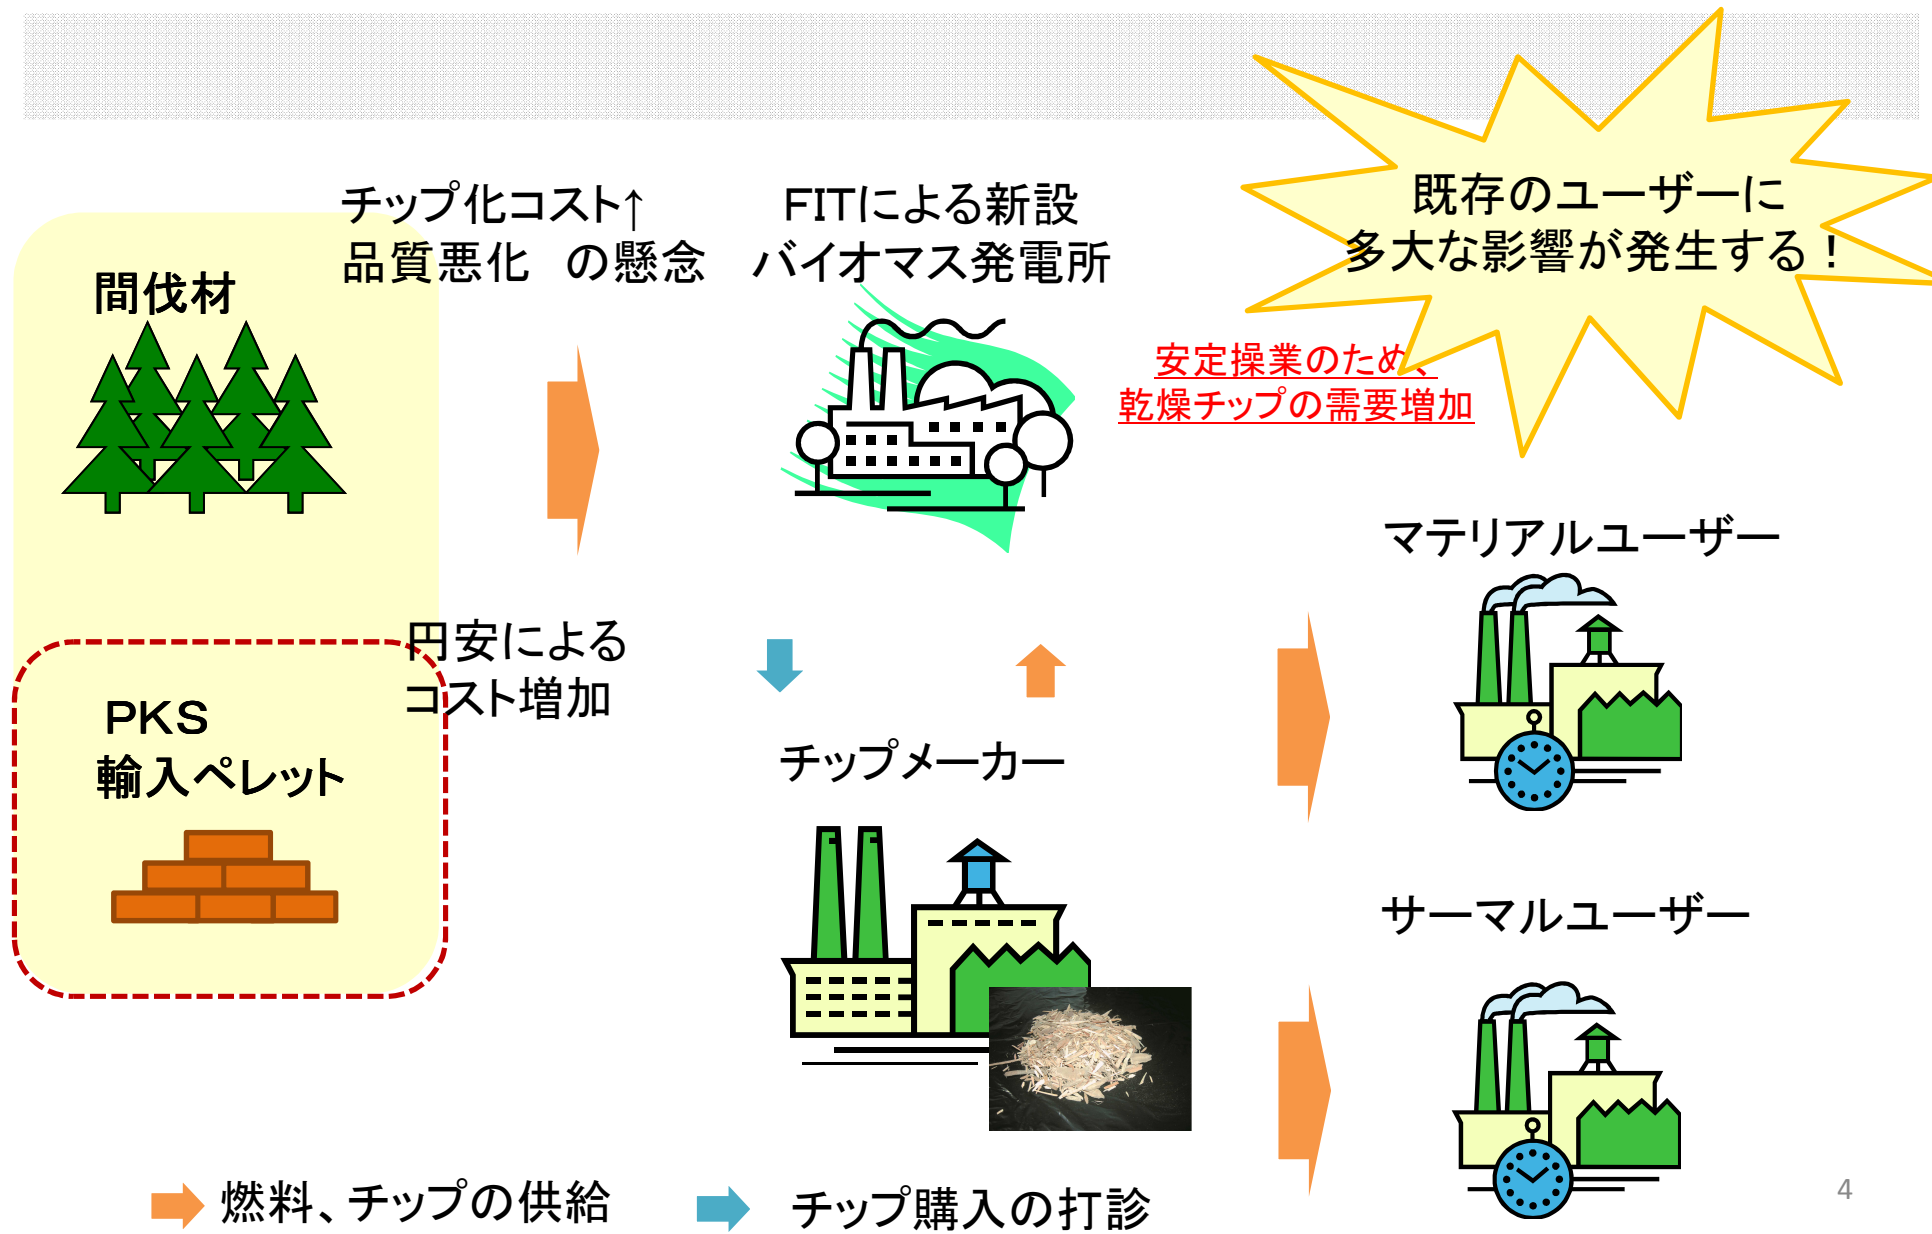 チップ化コスト↑
品質悪化　の懸念
FITによる新設
バイオマス発電所
既存のユーザーに
多大な影響が発生する！
間伐材
安定操業のため、
乾燥チップの需要増加
マテリアルユーザー
円安による
コスト増加
PKS
輸入ペレット
チップメーカー
サーマルユーザー
燃料、チップの供給
チップ購入の打診
4